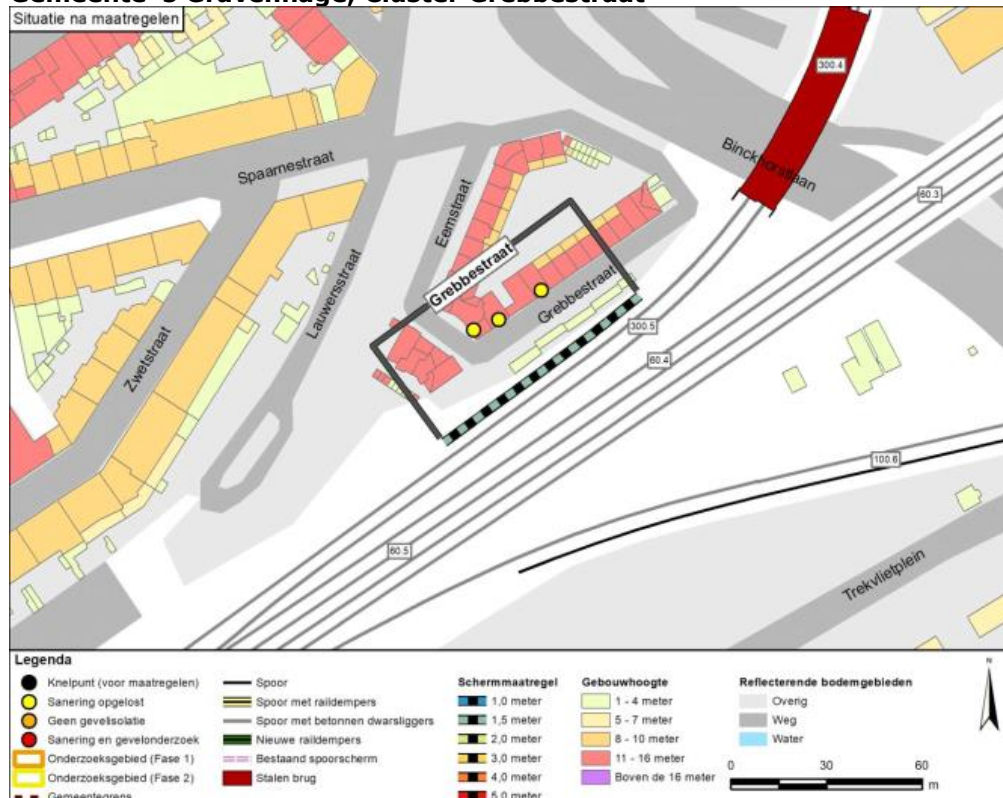 Gemeente 's Gravenhage, Cluster Grebbestraat
Situatie na maatregelen
300.4
Binckhorstlaan
60.3
Spaarnestraat
Eemstraat
Grebbestraat
Lauwersstraat
Grebbestraat
300.5
60.4
Zwetstraat
100.6
60.5
Trekvlietplein
Legenda
Knelpunt (voor maatregelen)
Sanering opgelost
Geen gevelisolatie
Sanering en gevelonderzoek
Onderzoeksgebied (Fase 1)
Onderzoeksgebied (Fase 2)
Gemeentegrens
Spoor
Spoor met raildempers
Spoor met betonnen dwarsliggers
Nieuwe raildempers
Bestaand spoorscherm
Stalen brug
Schermmaatregel
1,0 meter
1,5 meter
2,0 meter
3,0 meter
4,0 meter
5,0 meter
Gebouwhoogte
1 - 4 meter
5 - 7 meter
8 - 10 meter
11 - 16 meter
Boven de 16 meter
Reflecterende bodemgebieden
Overig
Weg
Water
N
0 30 60
m